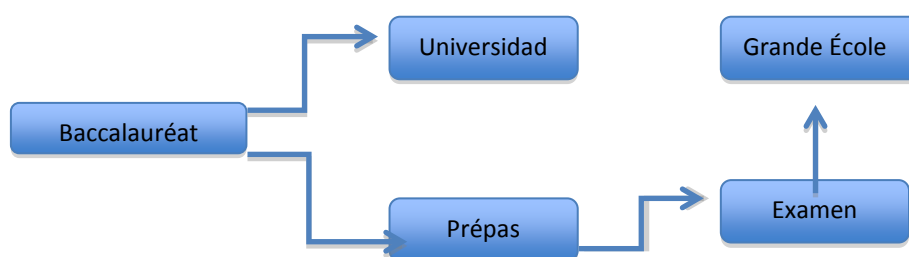 Universidad
Grande École
Baccalauréat
Prépas
Examen